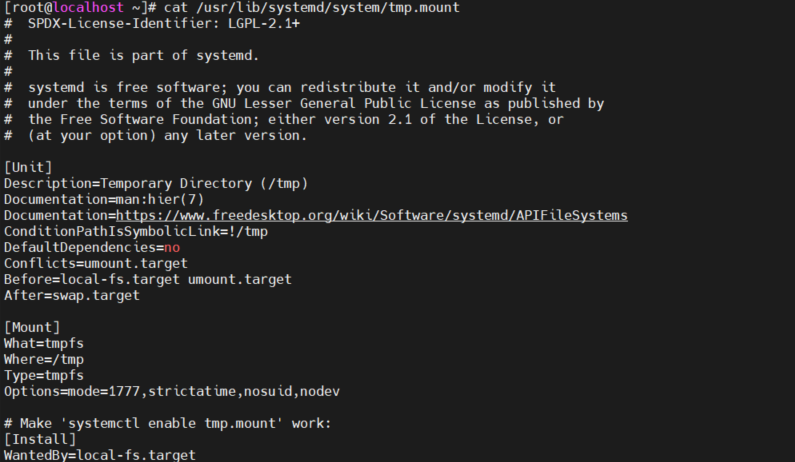 [root@localhost ~]# cat /usr/lib/systemd/system/tmp.mount
#  SPDX-License-Identifier: LGPL-2.1+
#
#  This file is part of systemd.
#
#  systemd is free software; you can redistribute it and/or modify it
#  under the terms of the GNU Lesser General Public License as published by
#  the Free Software Foundation; either version 2.1 of the License, or
#  (at your option) any later version.

[Unit]
Description=Temporary Directory (/tmp)
Documentation=man:hier(7)
Documentation=https://www.freedesktop.org/wiki/Software/systemd/APIFileSystems
ConditionPathIsSymbolicLink=!/tmp
DefaultDependencies=no
Conflicts=umount.target
Before=local-fs.target umount.target
After=swap.target

[Mount]
What=tmpfs
Where=/tmp
Type=tmpfs
Options=mode=1777,strictatime,nosuid,nodev

# Make 'systemctl enable tmp.mount' work:
[Install]
WantedBy=local-fs.target